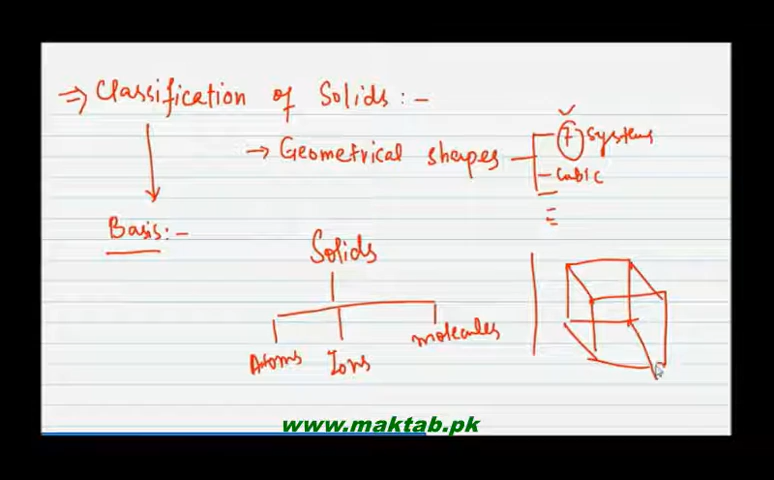 ⇒ Classification of Solids:-
→ Geometrical shapes
7 systems
- cubic
Basis:-
Solids
Atoms Ions molecules
www.maktab.pk